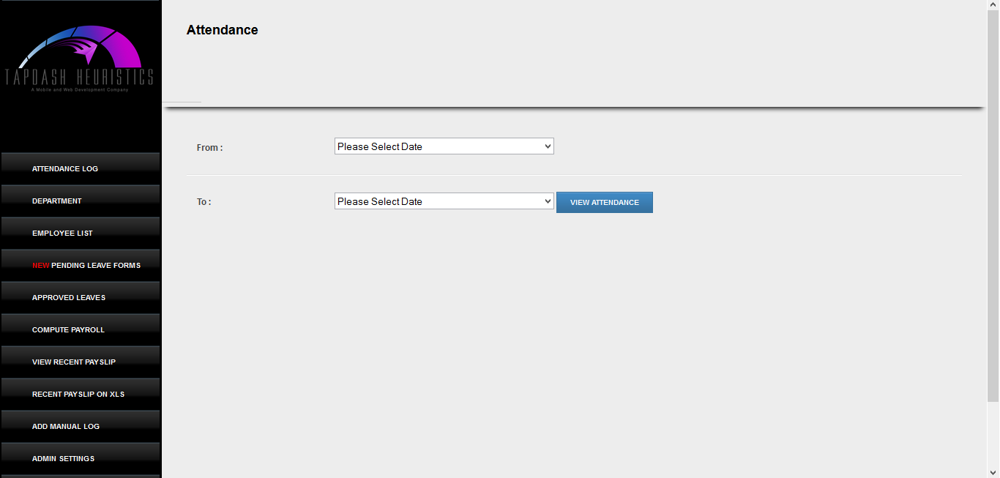 TAPDASH HEURISTICS
A Mobile and Web Development Company
ATTENDANCE LOG
DEPARTMENT
EMPLOYEE LIST
NEW PENDING LEAVE FORMS
APPROVED LEAVES
COMPUTE PAYROLL
VIEW RECENT PAYSLIP
RECENT PAYSLIP ON XLS
ADD MANUAL LOG
ADMIN SETTINGS
Attendance
From : Please Select Date
To : Please Select Date VIEW ATTENDANCE